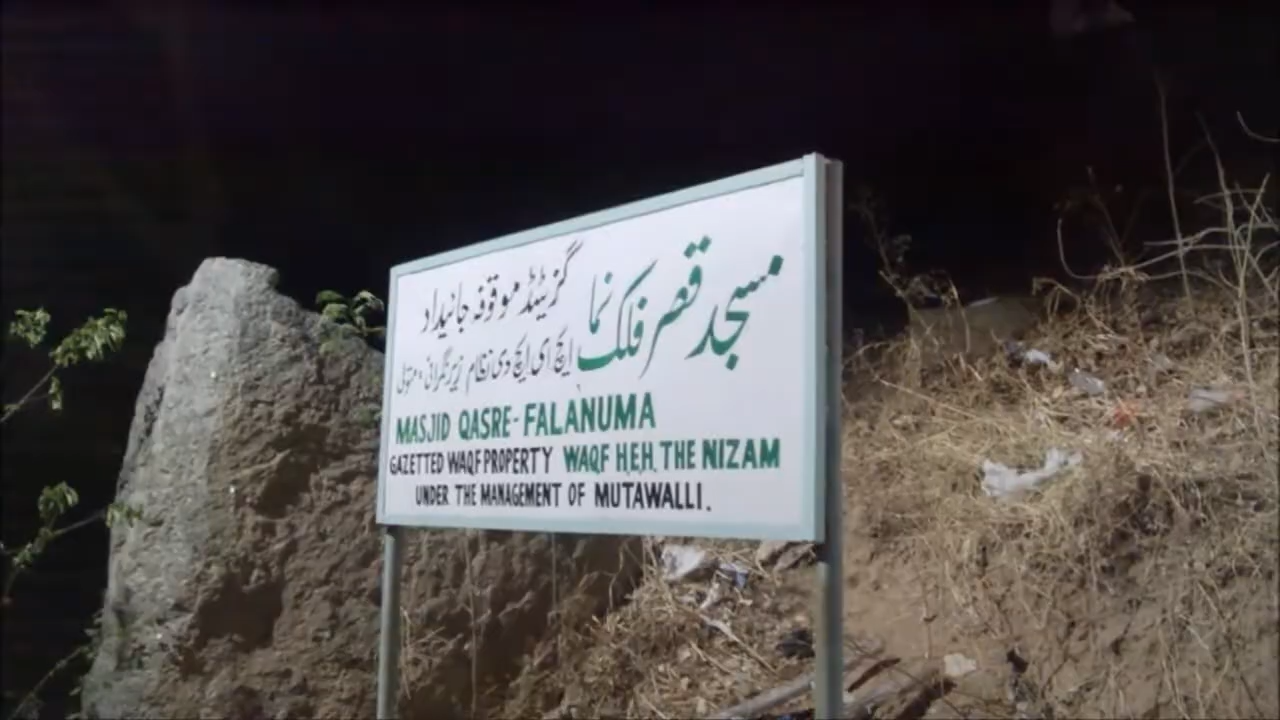 مسجد قصر فلک نما
گزیٹیڈ موقوفہ جائیداد
ایچ ای ایچ دی نظام زیر نگرانی متولی
MASJID QASRE-FALANUMA
GAZETTED WAQF PROPERTY WAQF H.E.H. THE NIZAM
UNDER THE MANAGEMENT OF MUTAWALLI.